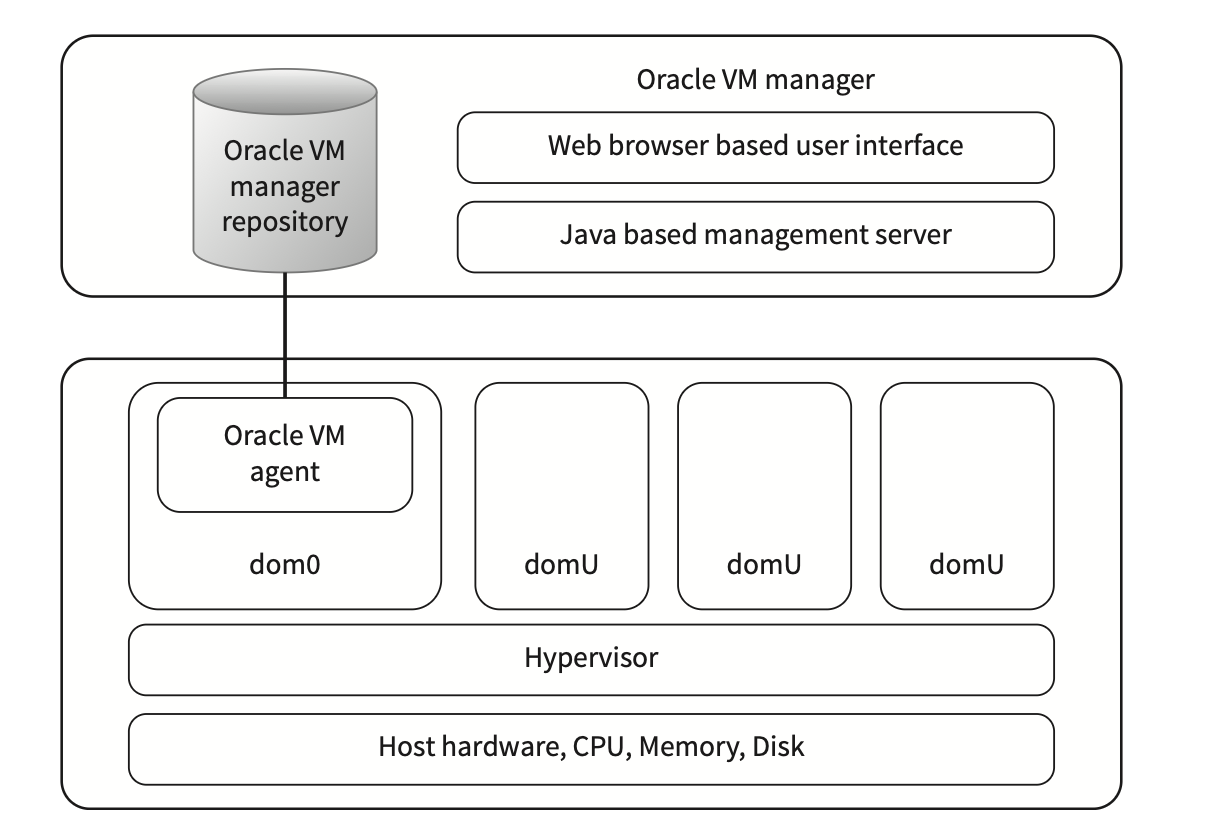 Oracle VM
manager
repository
Oracle VM manager
Web browser based user interface
Java based management server
Oracle VM
agent
dom0
domU
domU
domU
Hypervisor
Host hardware, CPU, Memory, Disk